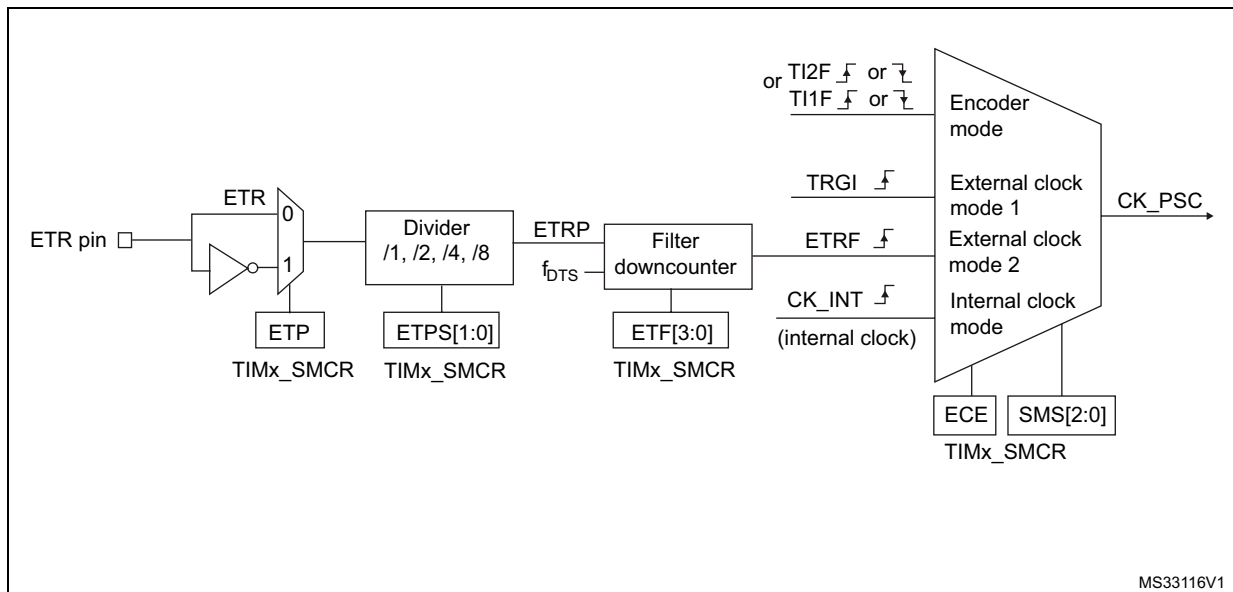 or TI2F or
TI1F or
Encoder
mode
TRGI
External clock
mode 1
CK_PSC
ETR
0
ETR pin
1
Divider
/1, /2, /4, /8
ETRP
fDTS
Filter
downcounter
ETRF
External clock
mode 2
CK_INT
(internal clock)
Internal clock
mode
ETP
TIMx_SMCR
ETPS[1:0]
TIMx_SMCR
ETF[3:0]
TIMx_SMCR
ECE
SMS[2:0]
TIMx_SMCR
MS33116V1